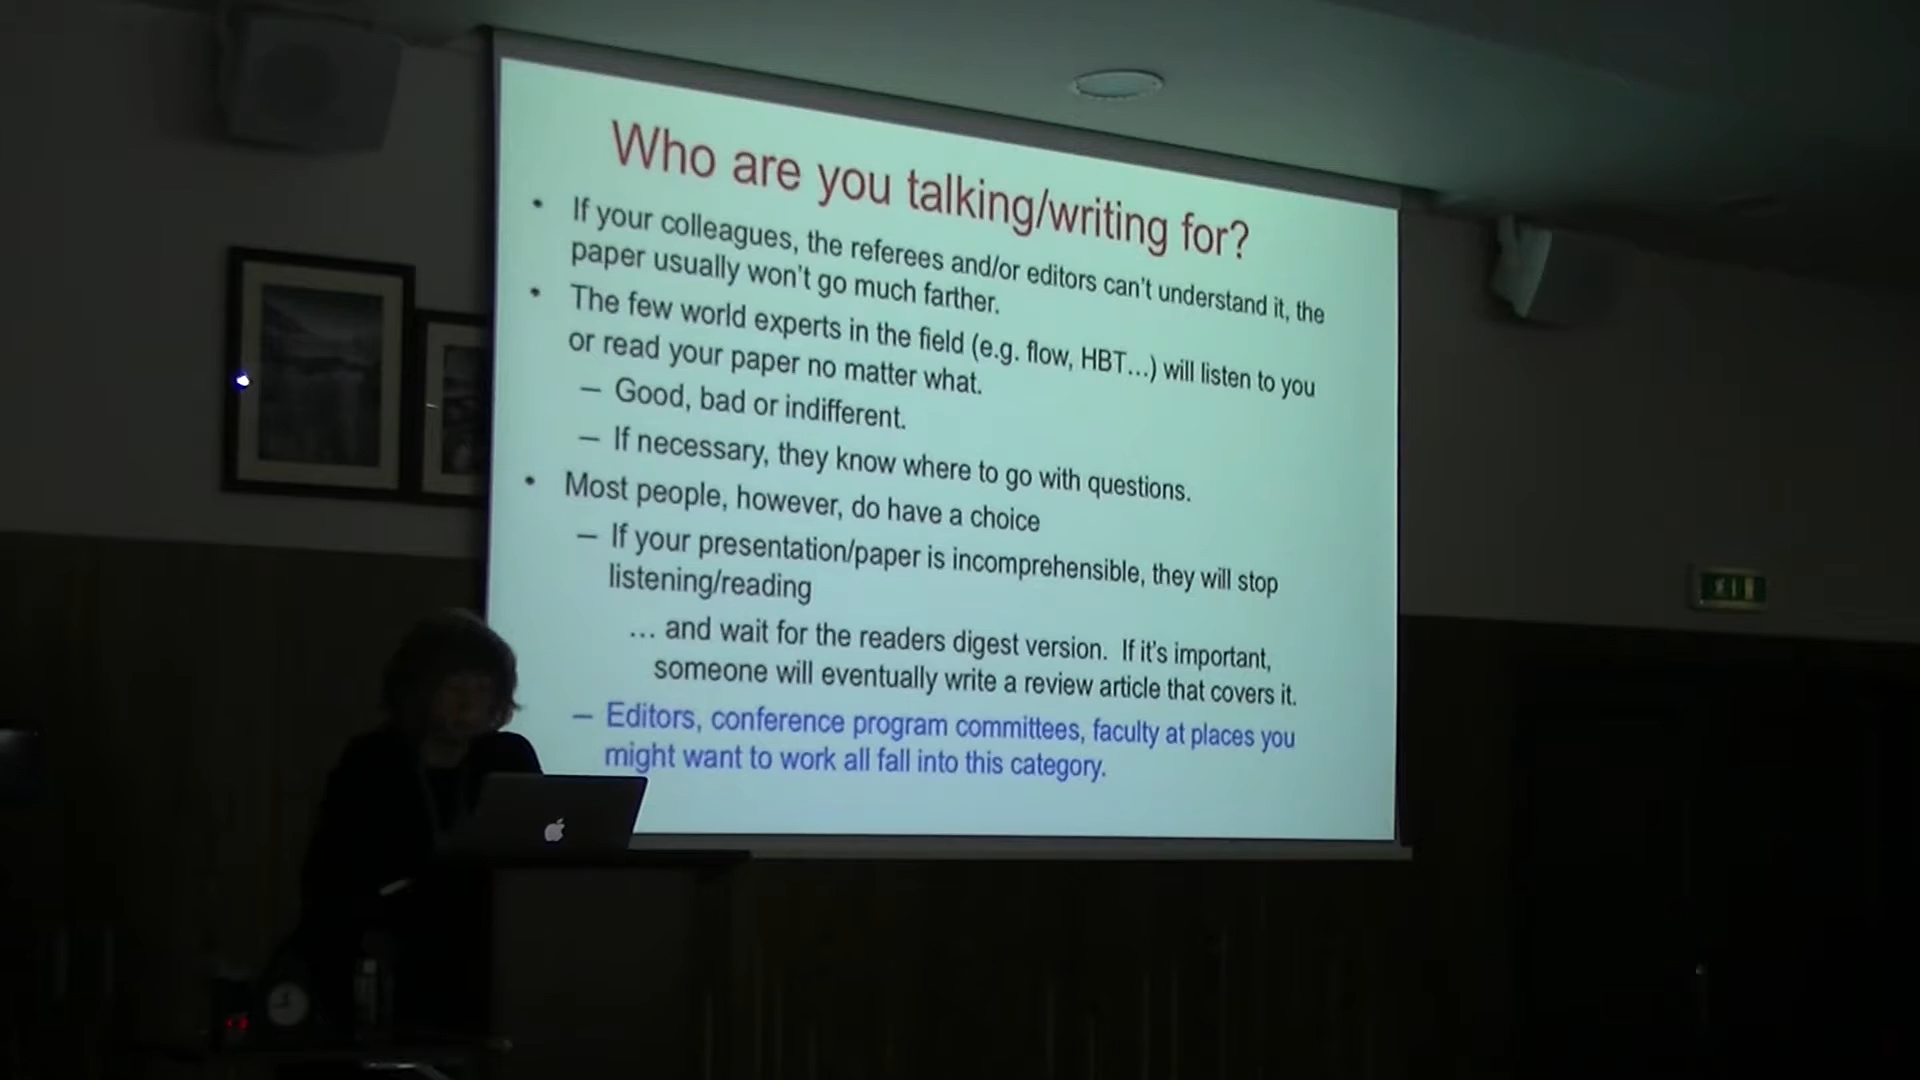 Who are you talking/writing for?
• If your colleagues, the referees and/or editors can't understand it, the
paper usually won't go much farther.
• The few world experts in the field (e.g. flow, HBT…) will listen to you
or read your paper no matter what.
– Good, bad or indifferent.
– If necessary, they know where to go with questions.
• Most people, however, do have a choice
– If your presentation/paper is incomprehensible, they will stop
listening/reading
… and wait for the readers digest version. If it's important,
someone will eventually write a review article that covers it.
– Editors, conference program committees, faculty at places you
might want to work all fall into this category.